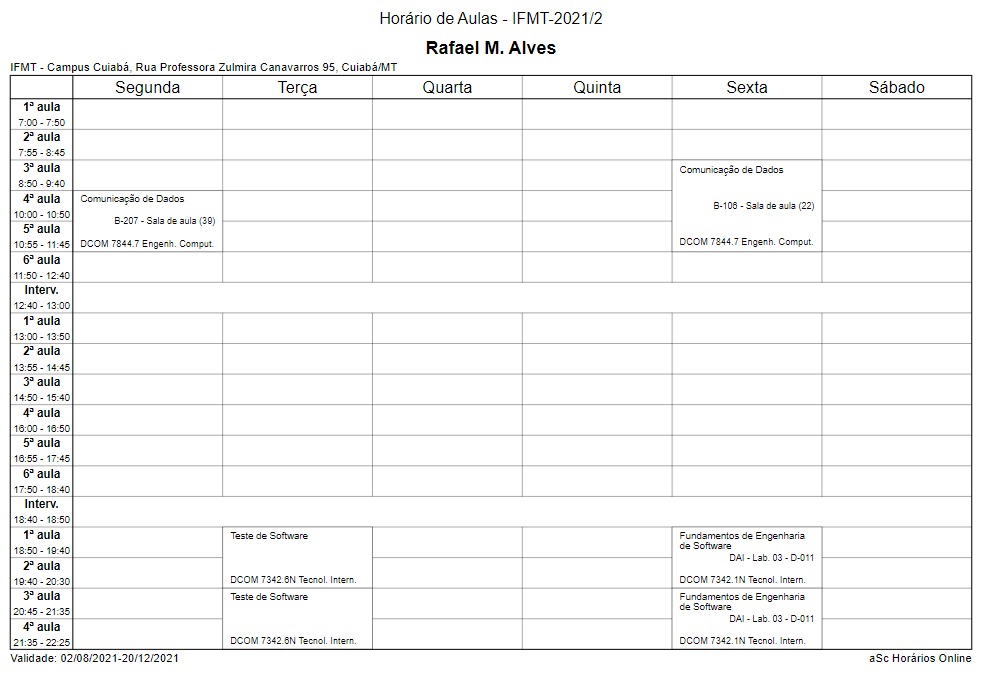 Horário de Aulas - IFMT-2021/2
Rafael M. Alves
IFMT - Campus Cuiabá, Rua Professora Zulmira Canavarros 95, Cuiabá/MT
Segunda Terça Quarta Quinta Sexta Sábado
1ª aula
7:00 - 7:50
2ª aula
7:55 - 8:45
3ª aula
8:50 - 9:40
Comunicação de Dados
B-106 - Sala de aula (22)
DCOM 7844.7 Engenh. Comput.
4ª aula
10:00 - 10:50
Comunicação de Dados
B-207 - Sala de aula (39)
DCOM 7844.7 Engenh. Comput.
5ª aula
10:55 - 11:45
6ª aula
11:50 - 12:40
Interv.
12:40 - 13:00
1ª aula
13:00 - 13:50
2ª aula
13:55 - 14:45
3ª aula
14:50 - 15:40
4ª aula
16:00 - 16:50
5ª aula
16:55 - 17:45
6ª aula
17:50 - 18:40
Interv.
18:40 - 18:50
1ª aula
18:50 - 19:40
Teste de Software
DCOM 7342.6N Tecnol. Intern.
Fundamentos de Engenharia
de Software
DAI - Lab. 03 - D-011
DCOM 7342.1N Tecnol. Intern.
2ª aula
19:40 - 20:30
3ª aula
20:45 - 21:35
Teste de Software
DCOM 7342.6N Tecnol. Intern.
Fundamentos de Engenharia
de Software
DAI - Lab. 03 - D-011
DCOM 7342.1N Tecnol. Intern.
4ª aula
21:35 - 22:25
Validade: 02/08/2021-20/12/2021
aSc Horários Online